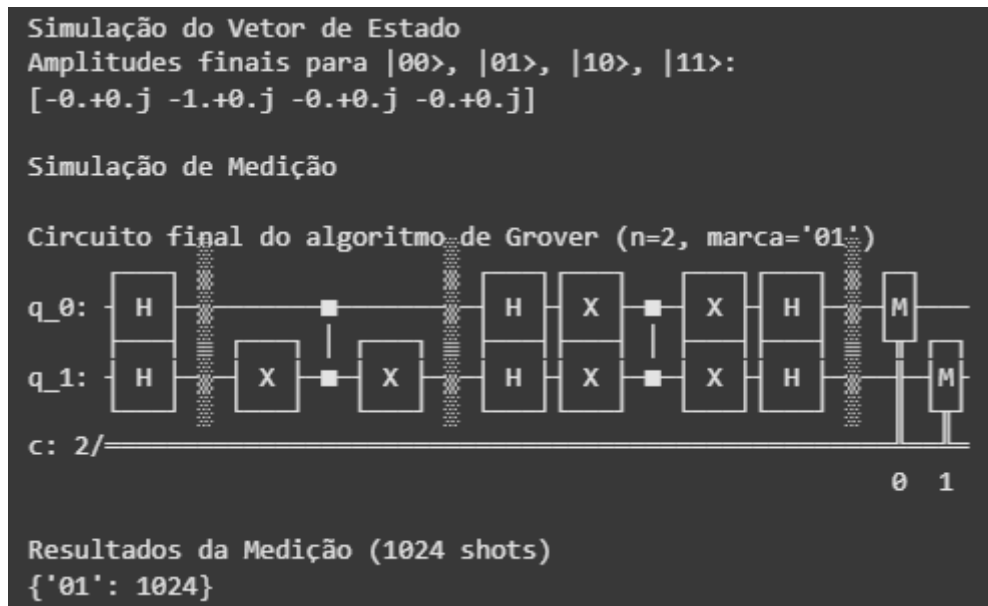 Simulação do Vetor de Estado
Amplitudes finais para |00>, |01>, |10>, |11>:
[-0.+0.j -1.+0.j -0.+0.j -0.+0.j]
Simulação de Medição
Circuito final do algoritmo de Grover (n=2, marca='01')
q_0: H H X X H M
q_1: H X X H X X H M
c: 2/
0 1
Resultados da Medição (1024 shots)
{'01': 1024}